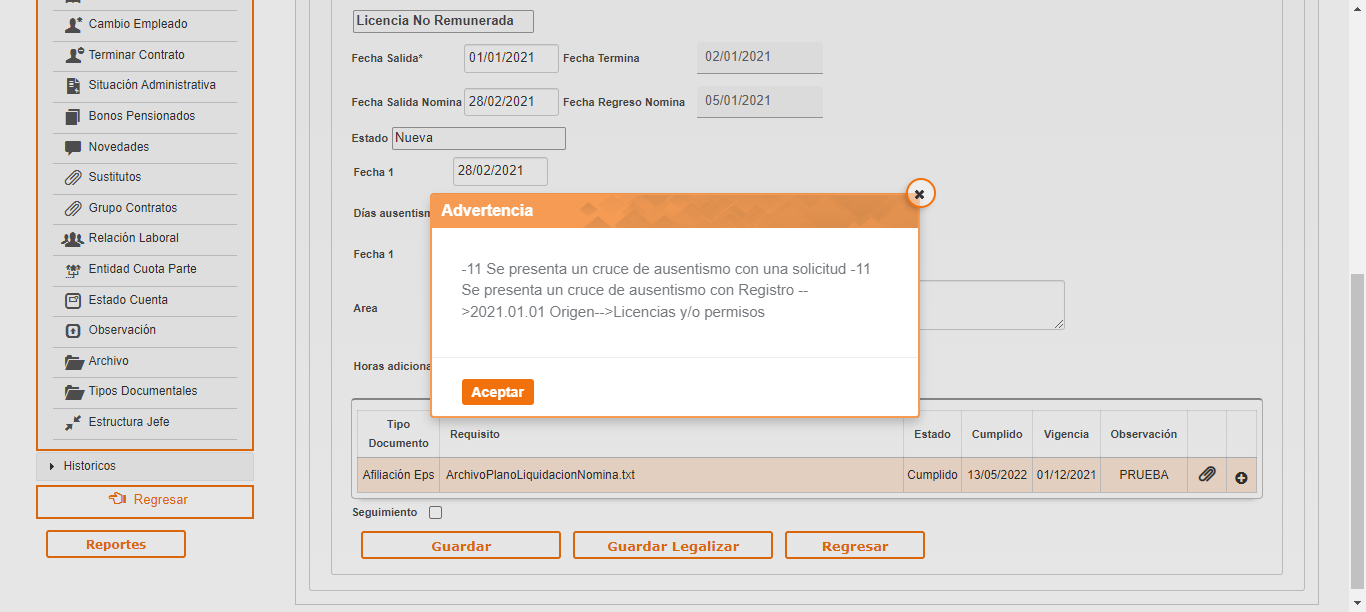 Cambio Empleado
Terminar Contrato
Situación Administrativa
Bonos Pensionados
Novedades
Sustitutos
Grupo Contratos
Relación Laboral
Entidad Cuota Parte
Estado Cuenta
Observación
Archivo
Tipos Documentales
Estructura Jefe
Historicos
Regresar
Reportes
Licencia No Remunerada
Fecha Salida* 01/01/2021 Fecha Termina 02/01/2021
Fecha Salida Nomina 28/02/2021 Fecha Regreso Nomina 05/01/2021
Estado Nueva
Fecha 1 28/02/2021
Días ausentism
Fecha 1
Area
Horas adiciona
Advertencia
-11 Se presenta un cruce de ausentismo con una solicitud -11
Se presenta un cruce de ausentismo con Registro --
>2021.01.01 Origen-->Licencias y/o permisos
Aceptar
Tipo
Documento Requisito Estado Cumplido Vigencia Observación
Afiliación Eps ArchivoPlanoLiquidacionNomina.txt Cumplido 13/05/2022 01/12/2021 PRUEBA
Seguimiento
Guardar Guardar Legalizar Regresar